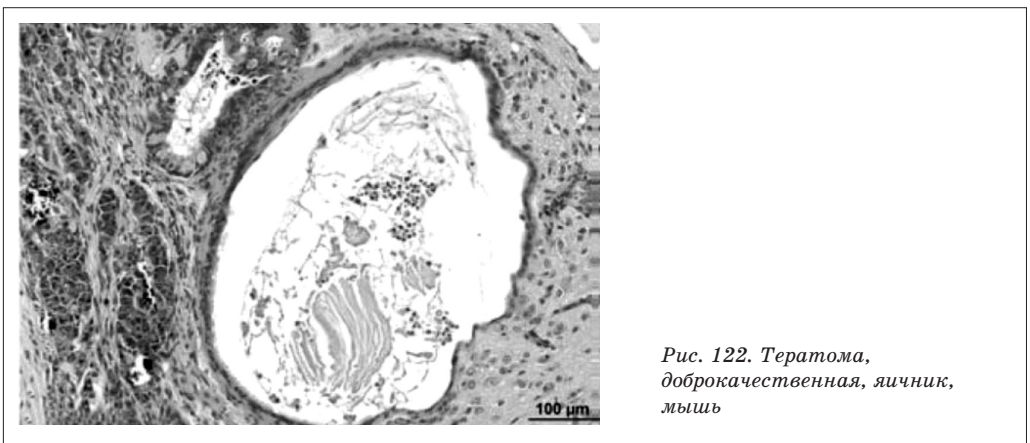 100 µm
Рис. 122. Тератома,
доброкачественная, яичник,
мышь